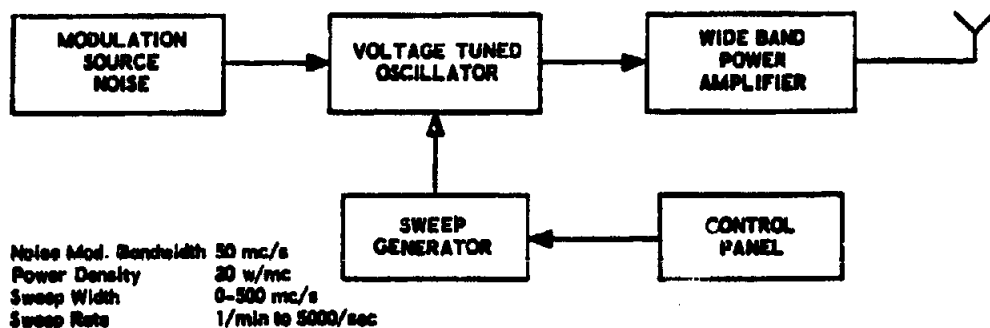 MODULATION
SOURCE
NOISE
VOLTAGE TUNED
OSCILLATOR
WIDE BAND
POWER
AMPLIFIER
SWEEP
GENERATOR
CONTROL
PANEL
Noise Mod. Bandwidth 50 mc/s
Power Density 20 w/mc
Sweep Width 0-500 mc/s
Sweep Rate 1/min to 5000/sec